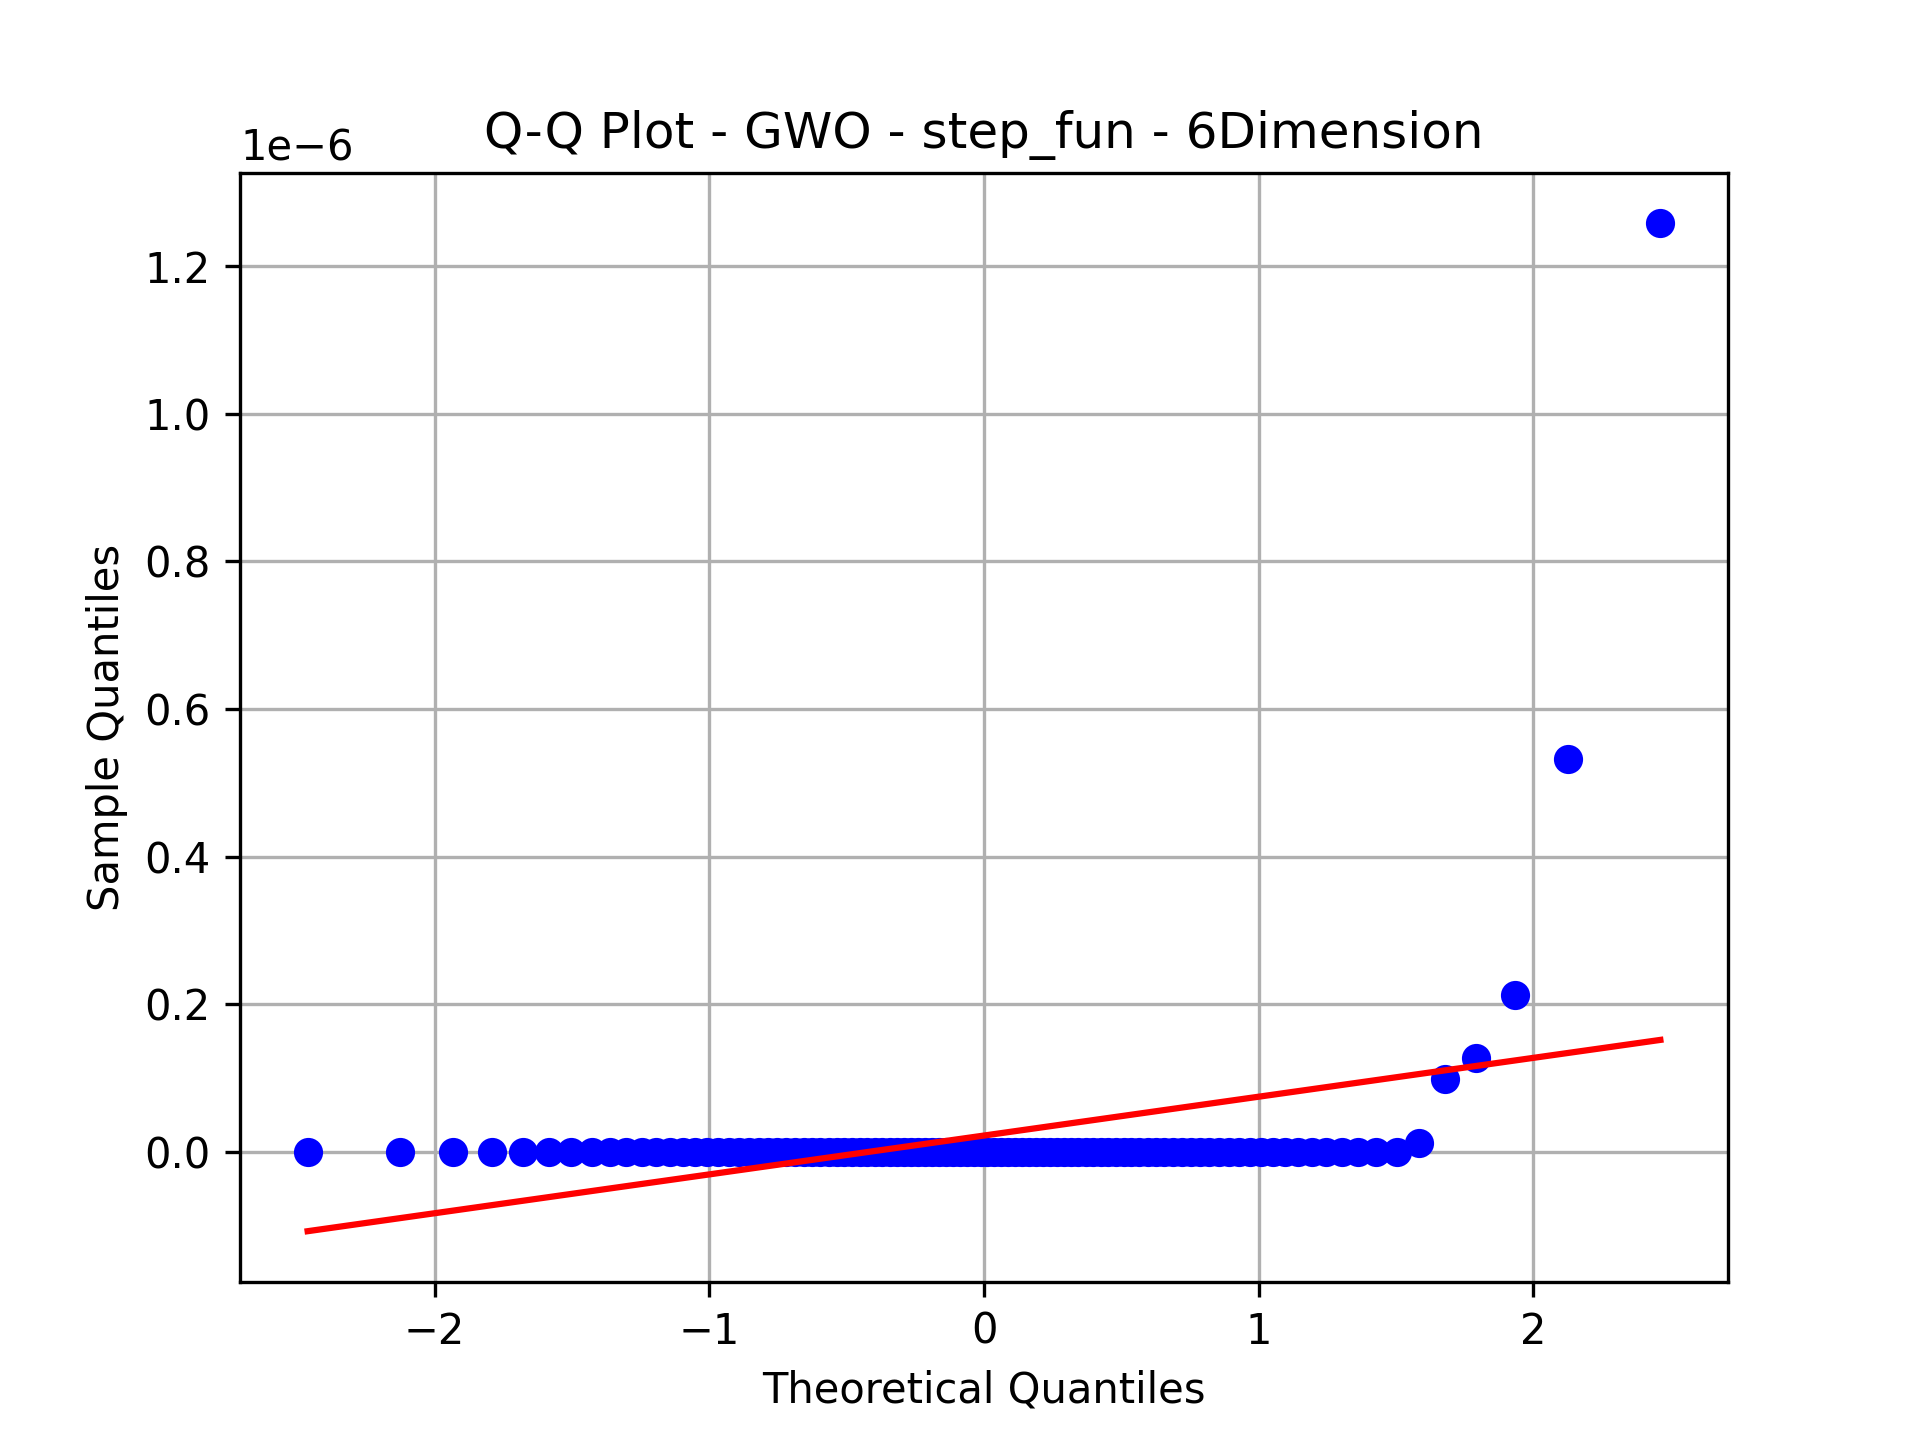 Q-Q Plot - GWO - step_fun - 6Dimension
1e−6
1.2
1.0
0.8
0.6
0.4
0.2
0.0
Sample Quantiles
−2 −1 0 1 2
Theoretical Quantiles